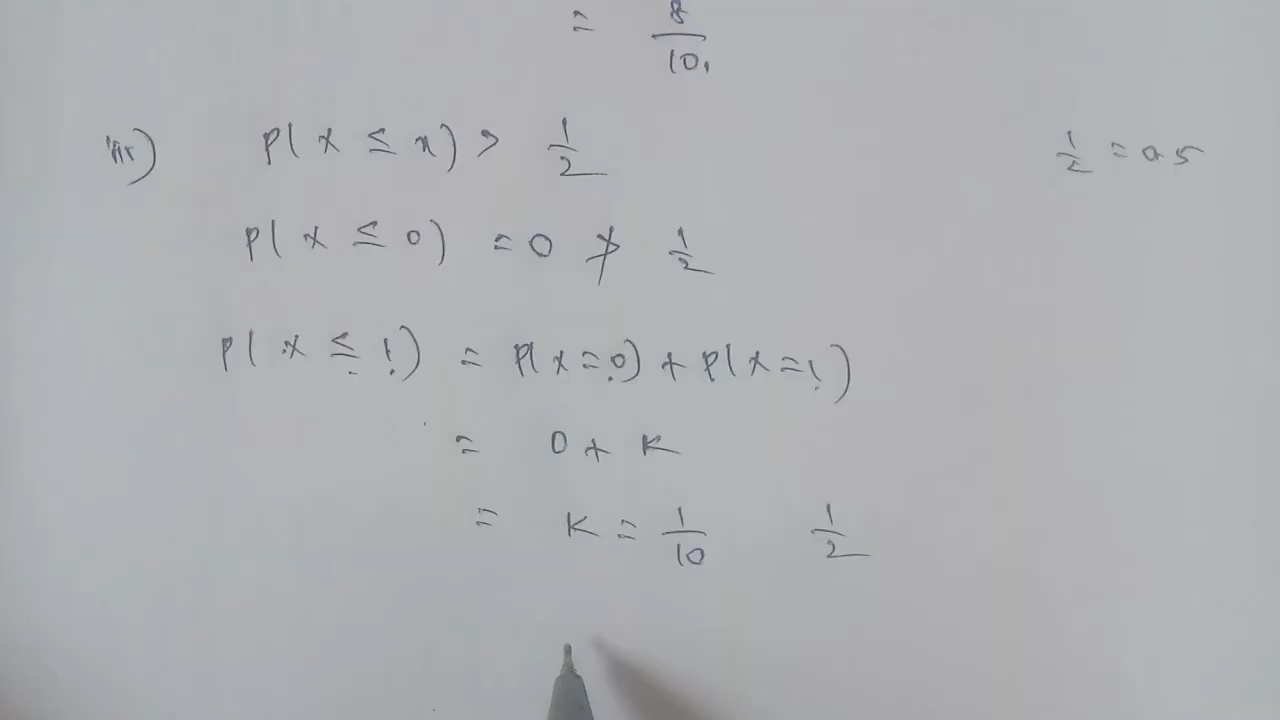 = 8/10.
iii) P(X ≤ x) > 1/2
1/2 = 0.5
P(X ≤ 0) = 0 ≯ 1/2
P(X ≤ 1) = P(X=0) + P(X=1)
= 0 + K
= K = 1/10 1/2